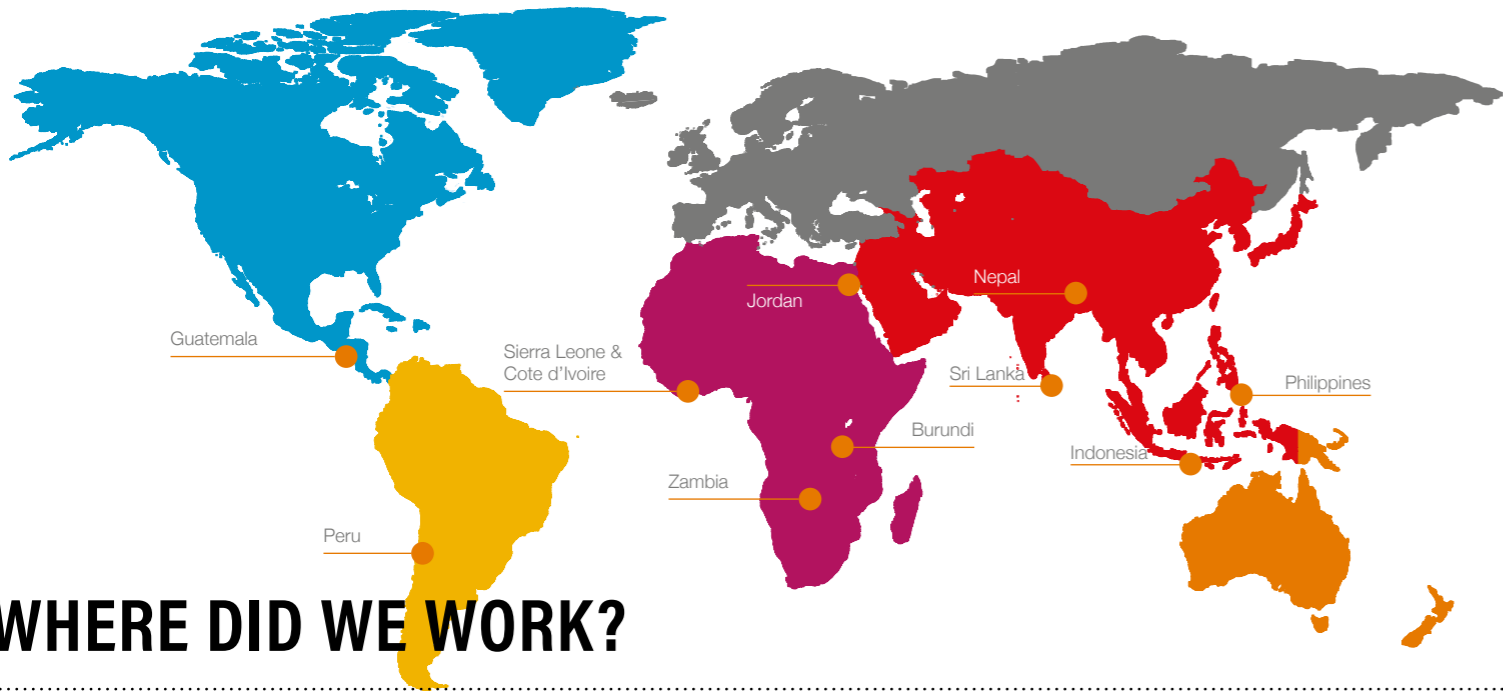 Nepal
Jordan
Guatemala
Sierra Leone &
Cote d'Ivoire
Sri Lanka
Philippines
Burundi
Indonesia
Zambia
Peru
WHERE DID WE WORK?